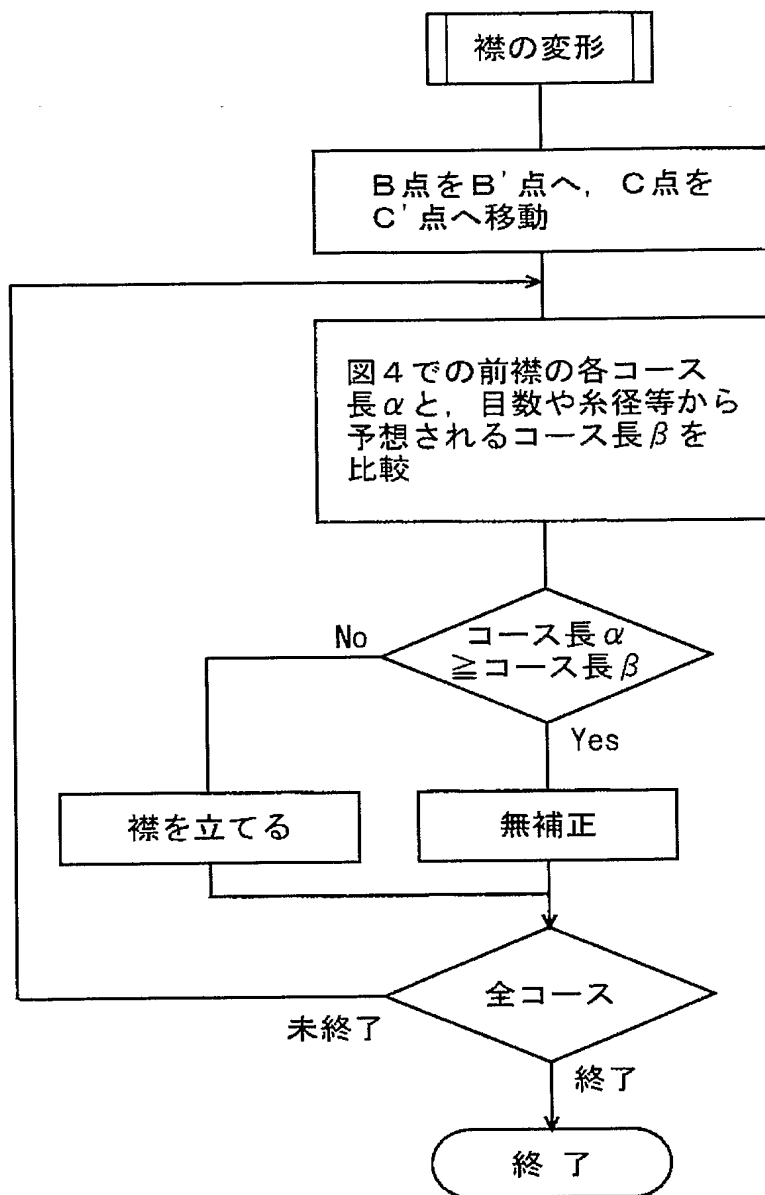 襟の変形
B点をB'点へ，C点を
C'点へ移動
図4での前襟の各コース
長αと，目数や糸径等から
予想されるコース長βを
比較
コース長α
≧コース長β
No
Yes
襟を立てる
無補正
全コース
未終了
終了
終了